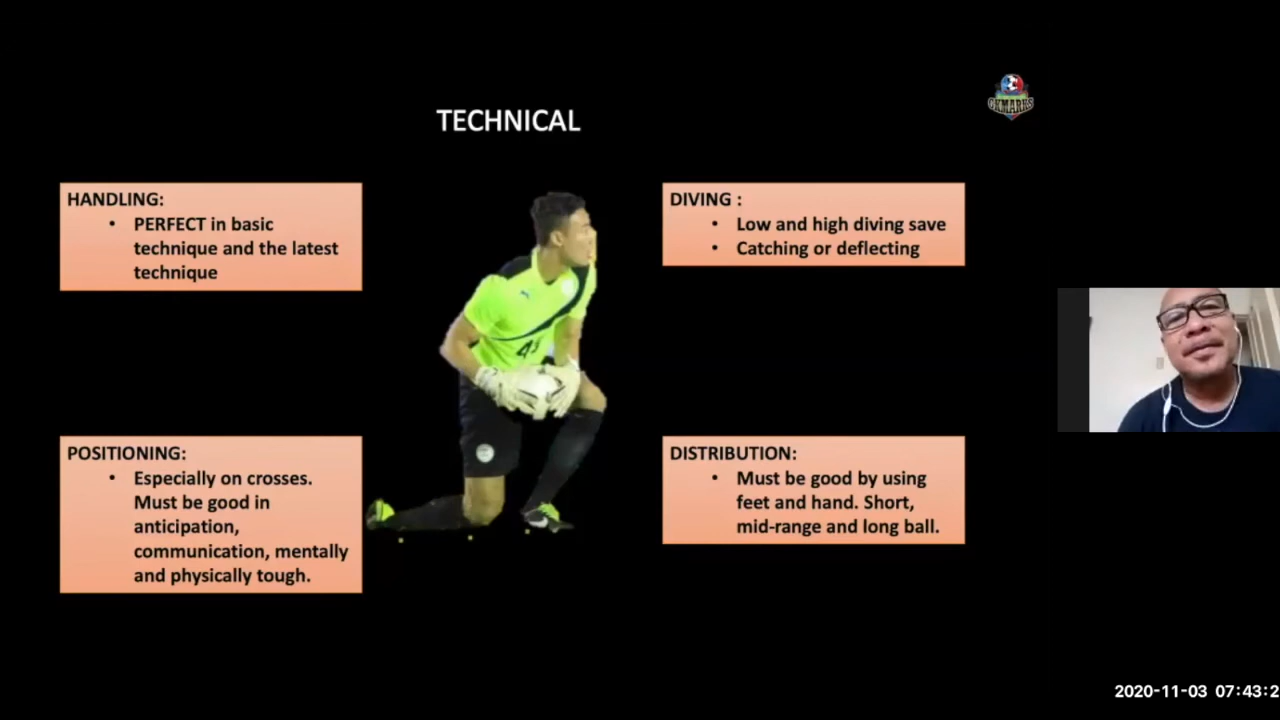 GKMARKS
TECHNICAL
HANDLING:
• PERFECT in basic
technique and the latest
technique
DIVING :
• Low and high diving save
• Catching or deflecting
POSITIONING:
• Especially on crosses.
Must be good in
anticipation,
communication, mentally
and physically tough.
DISTRIBUTION:
• Must be good by using
feet and hand. Short,
mid-range and long ball.
2020-11-03 07:43:2